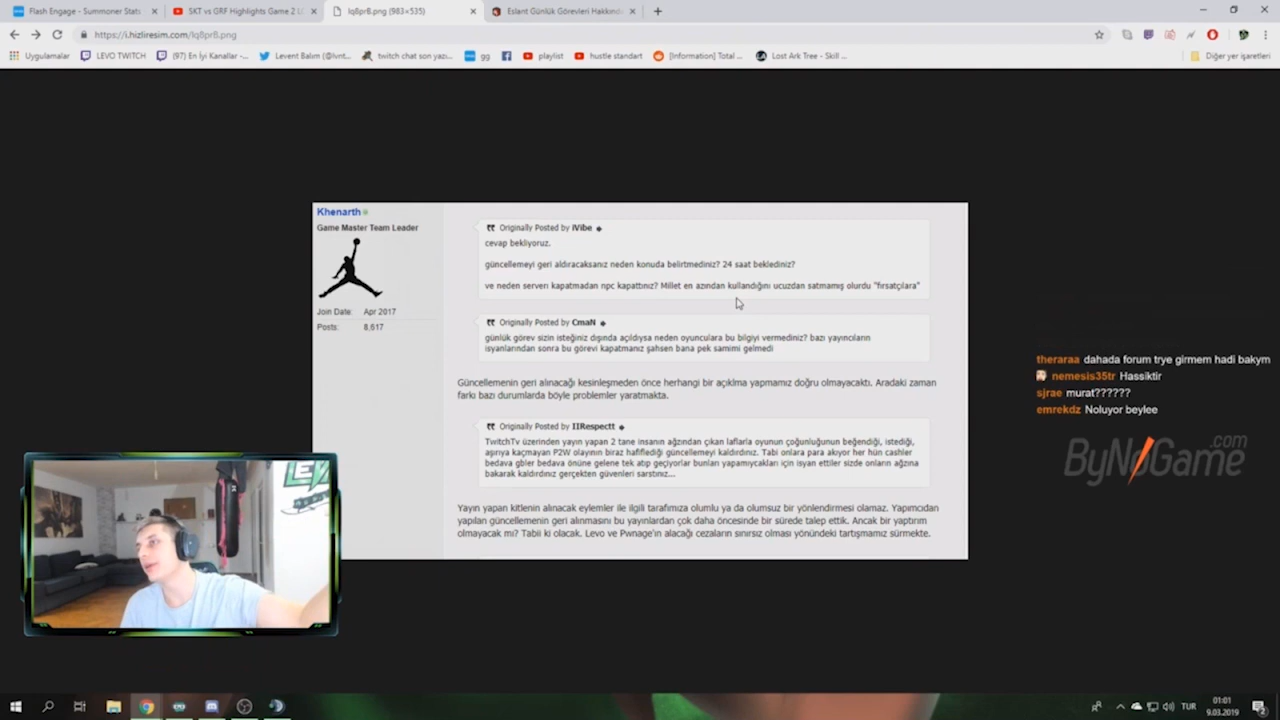 Flash Engage - Summoner Stats
SKT vs GRF Highlights Game 2 LC
Iq8prB.png (983×535)
Eslant Günlük Görevleri Hakkınd
https://i.hizliresim.com/Iq8prB.png
Uygulamalar
LEVO TWITCH
(97) En İyi Kanallar -...
Levent Balım (@lvnt...
twitch chat son yazı...
gg
playlist
hustle standart
[Information] Total ...
Lost Ark Tree - Skill ...
Diğer yer işaretleri
Khenarth
Game Master Team Leader
Join Date: Apr 2017
Posts: 8,617
Originally Posted by iVibe
cevap bekliyoruz.
güncellemeyi geri aldıracaksanız neden konuda belirtmediniz? 24 saat beklediniz?
ve neden serverı kapatmadan npc kapattınız? Millet en azından kullandığını ucuzdan satmamış olurdu "fırsatçılara"
Originally Posted by CmaN
günlük görev sizin isteğiniz dışında açıldıysa neden oyunculara bu bilgiyi vermediniz? bazı yayıncıların
isyanlarından sonra bu görevi kapatmanız şahsen bana pek samimi gelmedi
Güncellemenin geri alınacağı kesinleşmeden önce herhangi bir açıklma yapmamız doğru olmayacaktı. Aradaki zaman
farkı bazı durumlarda böyle problemler yaratmakta.
Originally Posted by IIRespectt
TwitchTv üzerinden yayın yapan 2 tane insanın ağzından çıkan laflarla oyunun çoğunluğunun beğendiği, istediği,
aşırıya kaçmayan P2W olayının biraz hafiflediği güncellemeyi kaldırdınız. Tabi onlara para akıyor her hün cashler
bedava gbler bedava önüne gelene tek atıp geçiyorlar bunları yapamıycakları için isyan ettiler sizde onların ağzına
bakarak kaldırdınız gerçekten güvenleri sarstınız...
Yayın yapan kitlenin alınacak eylemler ile ilgili tarafımıza olumlu ya da olumsuz bir yönlendirmesi olamaz. Yapımcıdan
yapılan güncellemenin geri alınmasını bu yayınlardan çok daha öncesinde bir sürede talep ettik. Ancak bir yaptırım
olmayacak mı? Tabii ki olacak. Levo ve Pwnage'ın alacağı cezaların sınırsız olması yönündeki tartışmamız sürmekte.
theraraa dahada forum trye girmem hadi bakym
nemesis35tr Hassiktir
sjrae murat??????
emrekdz Noluyor beylee
ByNoGame.com
TUR
01:01
9.03.2019